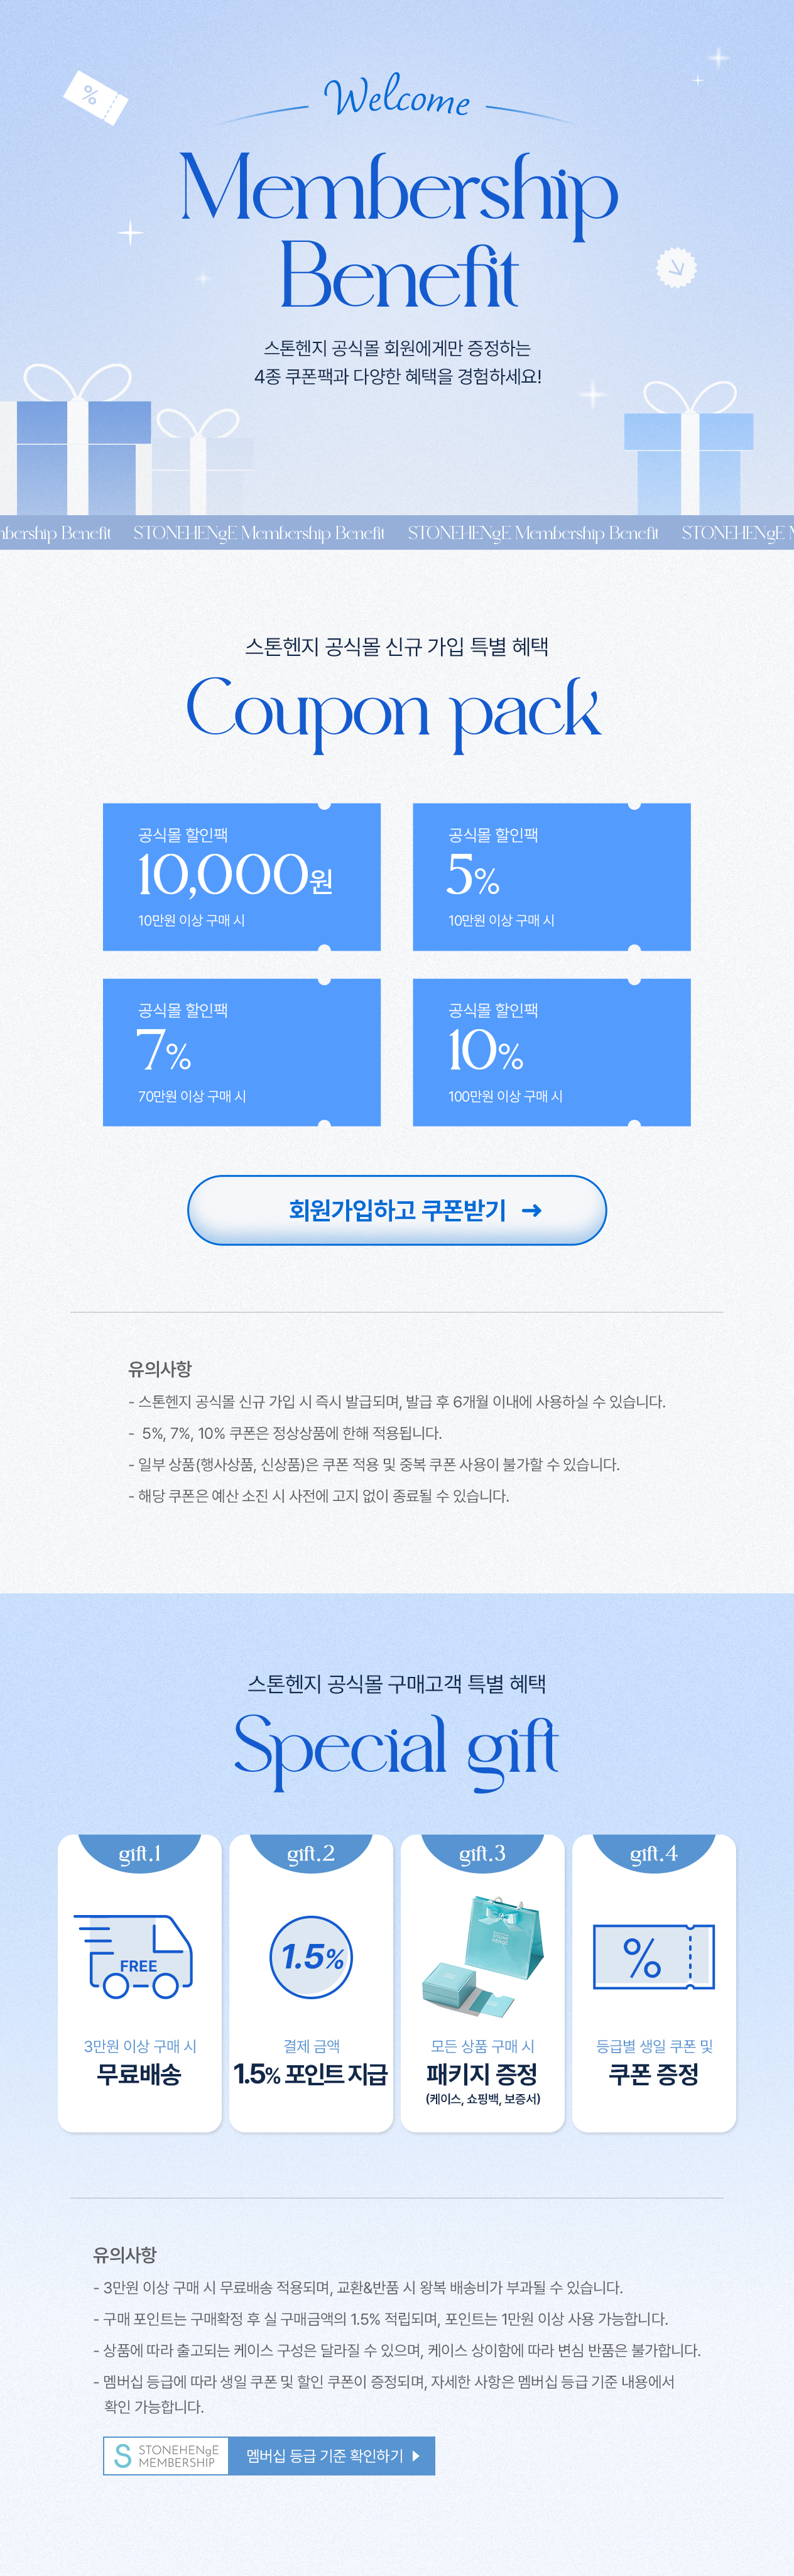 %
Welcome
Membership
Benefit
스톤헨지 공식몰 회원에게만 증정하는
4종 쿠폰팩과 다양한 혜택을 경험하세요!
Benefit STONEHENgE Membership Benefit STONEHENgE Membership Benefit STONEHENgE
스톤헨지 공식몰 신규 가입 특별 혜택
Coupon pack
공식몰 할인팩
10,000원
10만원 이상 구매 시
공식몰 할인팩
5%
10만원 이상 구매 시
공식몰 할인팩
7%
70만원 이상 구매 시
공식몰 할인팩
10%
100만원 이상 구매 시
회원가입하고 쿠폰받기 →
유의사항
- 스톤헨지 공식몰 신규 가입 시 즉시 발급되며, 발급 후 6개월 이내에 사용하실 수 있습니다.
- 5%, 7%, 10% 쿠폰은 정상상품에 한해 적용됩니다.
- 일부 상품(행사상품, 신상품)은 쿠폰 적용 및 중복 쿠폰 사용이 불가할 수 있습니다.
- 해당 쿠폰은 예산 소진 시 사전에 고지 없이 종료될 수 있습니다.
스톤헨지 공식몰 구매고객 특별 혜택
Special gift
gift.1
FREE
3만원 이상 구매 시
무료배송
gift.2
1.5%
결제 금액
1.5% 포인트 지급
gift.3
모든 상품 구매 시
패키지 증정
(케이스, 쇼핑백, 보증서)
gift.4
%
등급별 생일 쿠폰 및
쿠폰 증정
유의사항
- 3만원 이상 구매 시 무료배송 적용되며, 교환&반품 시 왕복 배송비가 부과될 수 있습니다.
- 구매 포인트는 구매확정 후 실 구매금액의 1.5% 적립되며, 포인트는 1만원 이상 사용 가능합니다.
- 상품에 따라 출고되는 케이스 구성은 달라질 수 있으며, 케이스 상이함에 따라 변심 반품은 불가합니다.
- 멤버십 등급에 따라 생일 쿠폰 및 할인 쿠폰이 증정되며, 자세한 사항은 멤버십 등급 기준 내용에서
확인 가능합니다.
S STONEHENgE
MEMBERSHIP
멤버십 등급 기준 확인하기